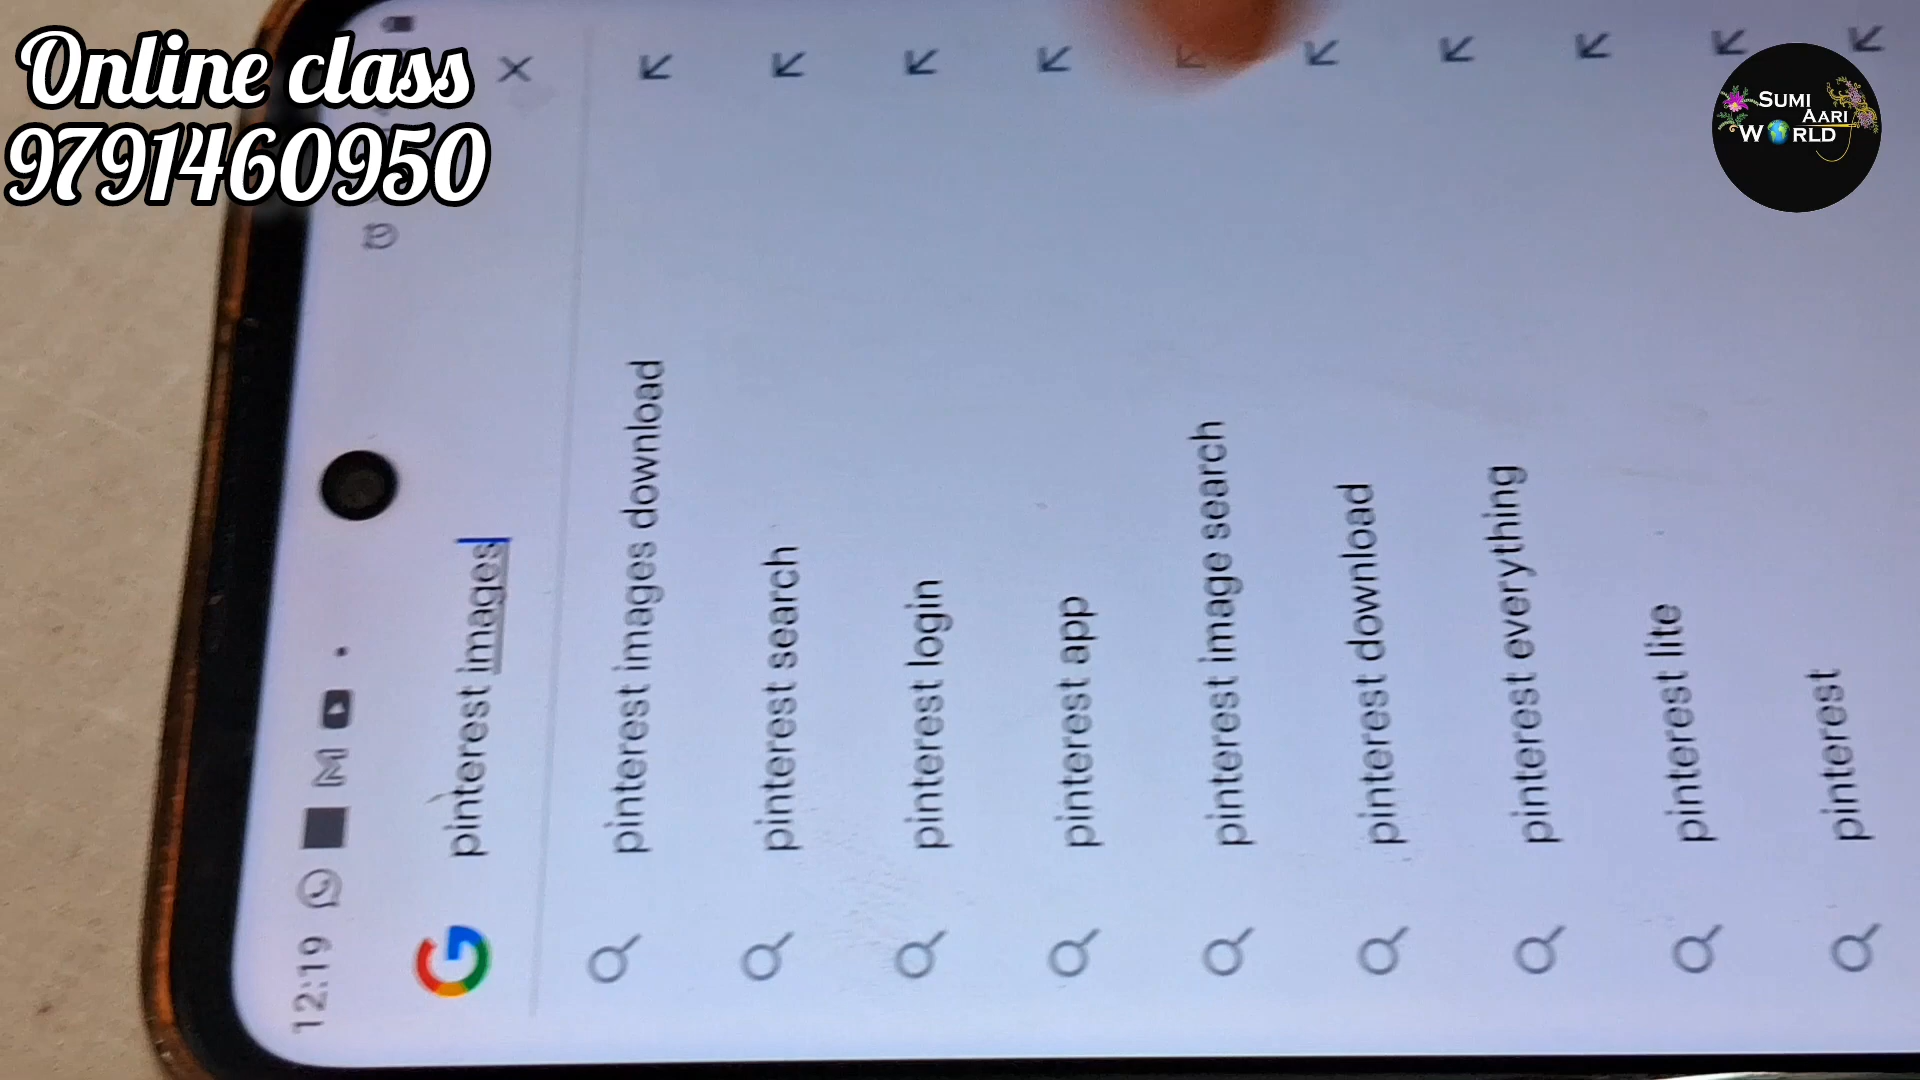 Online class
9791460950
SUMI
AARI
WORLD
12:19
pinterest images
pinterest images download
pinterest search
pinterest login
pinterest app
pinterest image search
pinterest download
pinterest everything
pinterest lite
pinterest